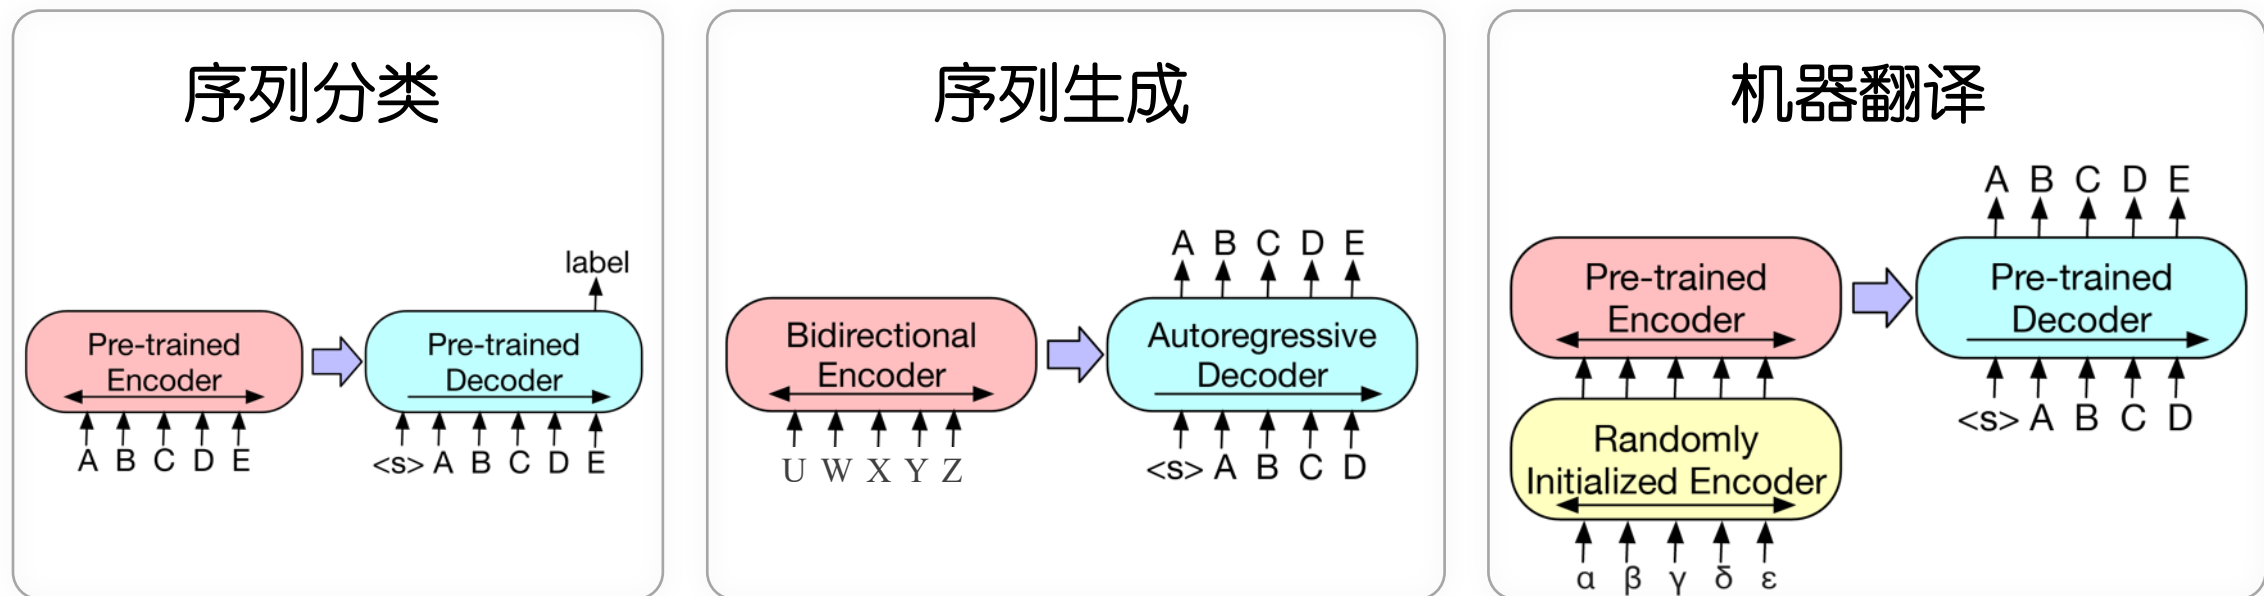 序列分类
label
Pre-trained
Encoder
Pre-trained
Decoder
A B C D E
<s> A B C D E
序列生成
A B C D E
Bidirectional
Encoder
Autoregressive
Decoder
U W X Y Z
<s> A B C D
机器翻译
A B C D E
Pre-trained
Encoder
Pre-trained
Decoder
<s> A B C D
Randomly
Initialized Encoder
α β γ δ ε